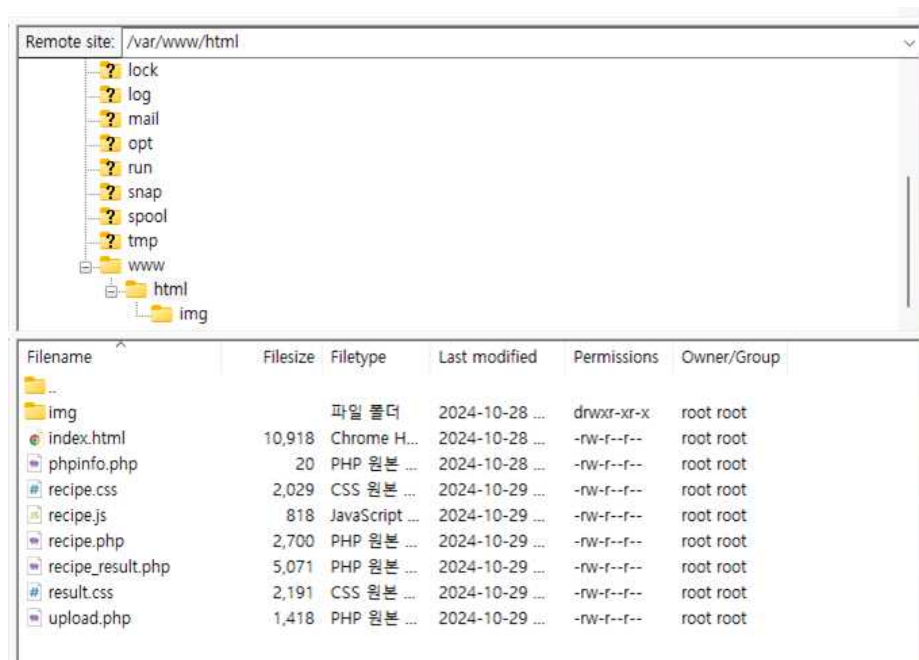 Remote site: /var/www/html
lock
log
mail
opt
run
snap
spool
tmp
www
html
img
Filename Filesize Filetype Last modified Permissions Owner/Group
..
img 파일 폴더 2024-10-28 ... drwxr-xr-x root root
index.html 10,918 Chrome H... 2024-10-28 ... -rw-r--r-- root root
phpinfo.php 20 PHP 원본 ... 2024-10-28 ... -rw-r--r-- root root
recipe.css 2,029 CSS 원본 ... 2024-10-29 ... -rw-r--r-- root root
recipe.js 818 JavaScript ... 2024-10-29 ... -rw-r--r-- root root
recipe.php 2,700 PHP 원본 ... 2024-10-29 ... -rw-r--r-- root root
recipe_result.php 5,071 PHP 원본 ... 2024-10-29 ... -rw-r--r-- root root
result.css 2,191 CSS 원본 ... 2024-10-29 ... -rw-r--r-- root root
upload.php 1,418 PHP 원본 ... 2024-10-29 ... -rw-r--r-- root root